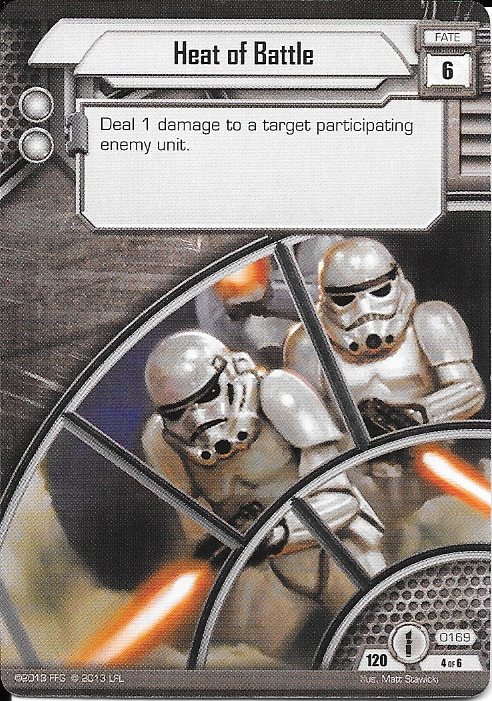 Heat of Battle
FATE
6
Deal 1 damage to a target participating
enemy unit.
0169
120
4 OF 6
©2013 FFG © 2013 LFL
Illus. Matt Stawicki